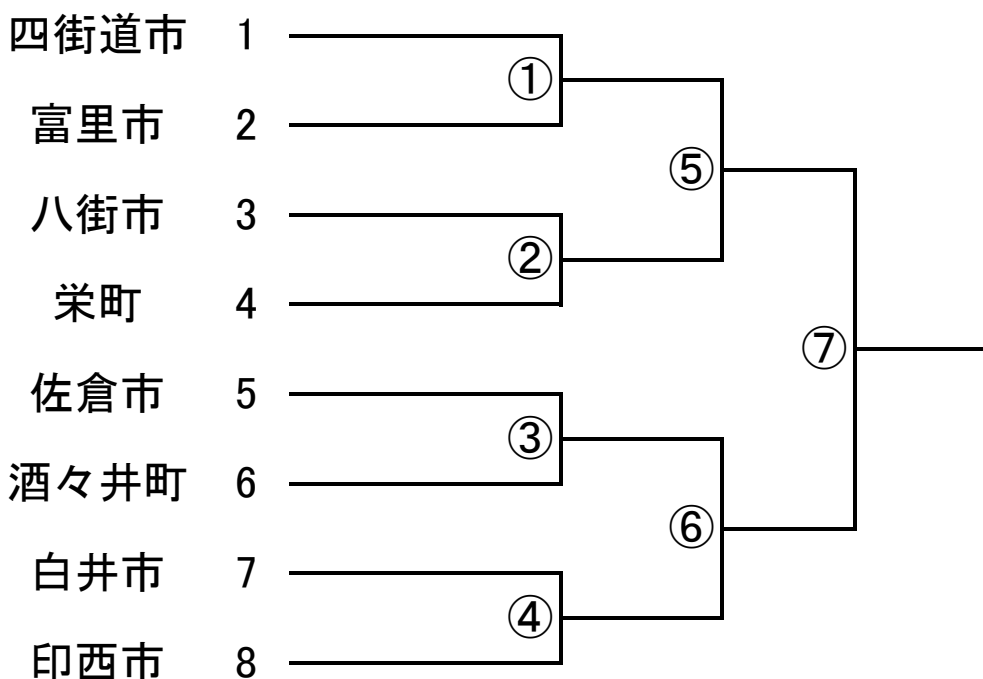 四街道市 1
①
富里市 2
⑤
八街市 3
②
栄町 4
⑦
佐倉市 5
③
酒々井町 6
⑥
白井市 7
④
印西市 8